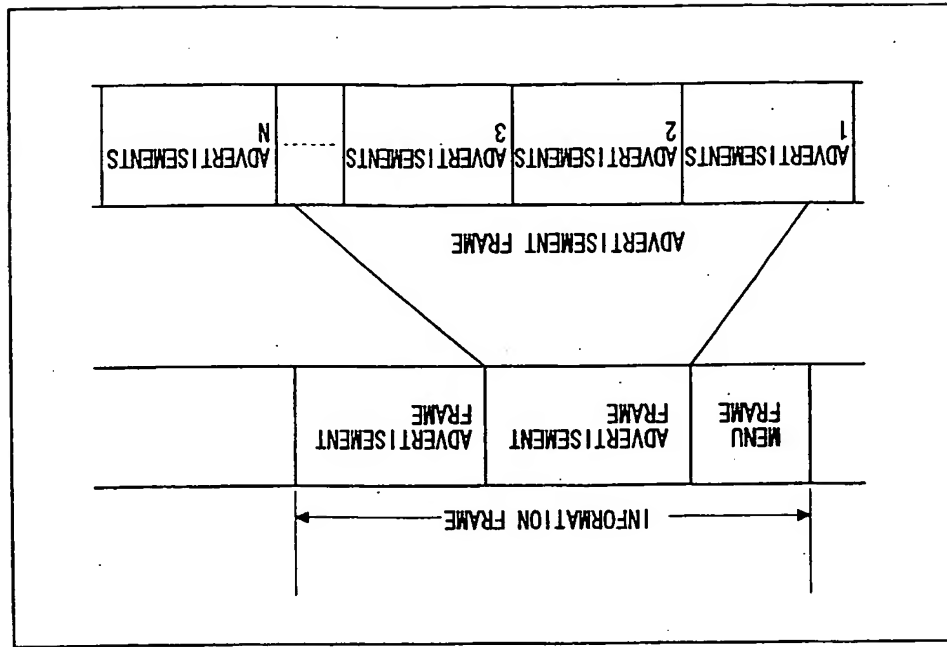 INFORMATION FRAME
MENU
FRAME
ADVERTISEMENT
FRAME
ADVERTISEMENT
FRAME
ADVERTISEMENT FRAME
ADVERTISEMENTS
1
ADVERTISEMENTS
2
ADVERTISEMENTS
3
ADVERTISEMENTS
N